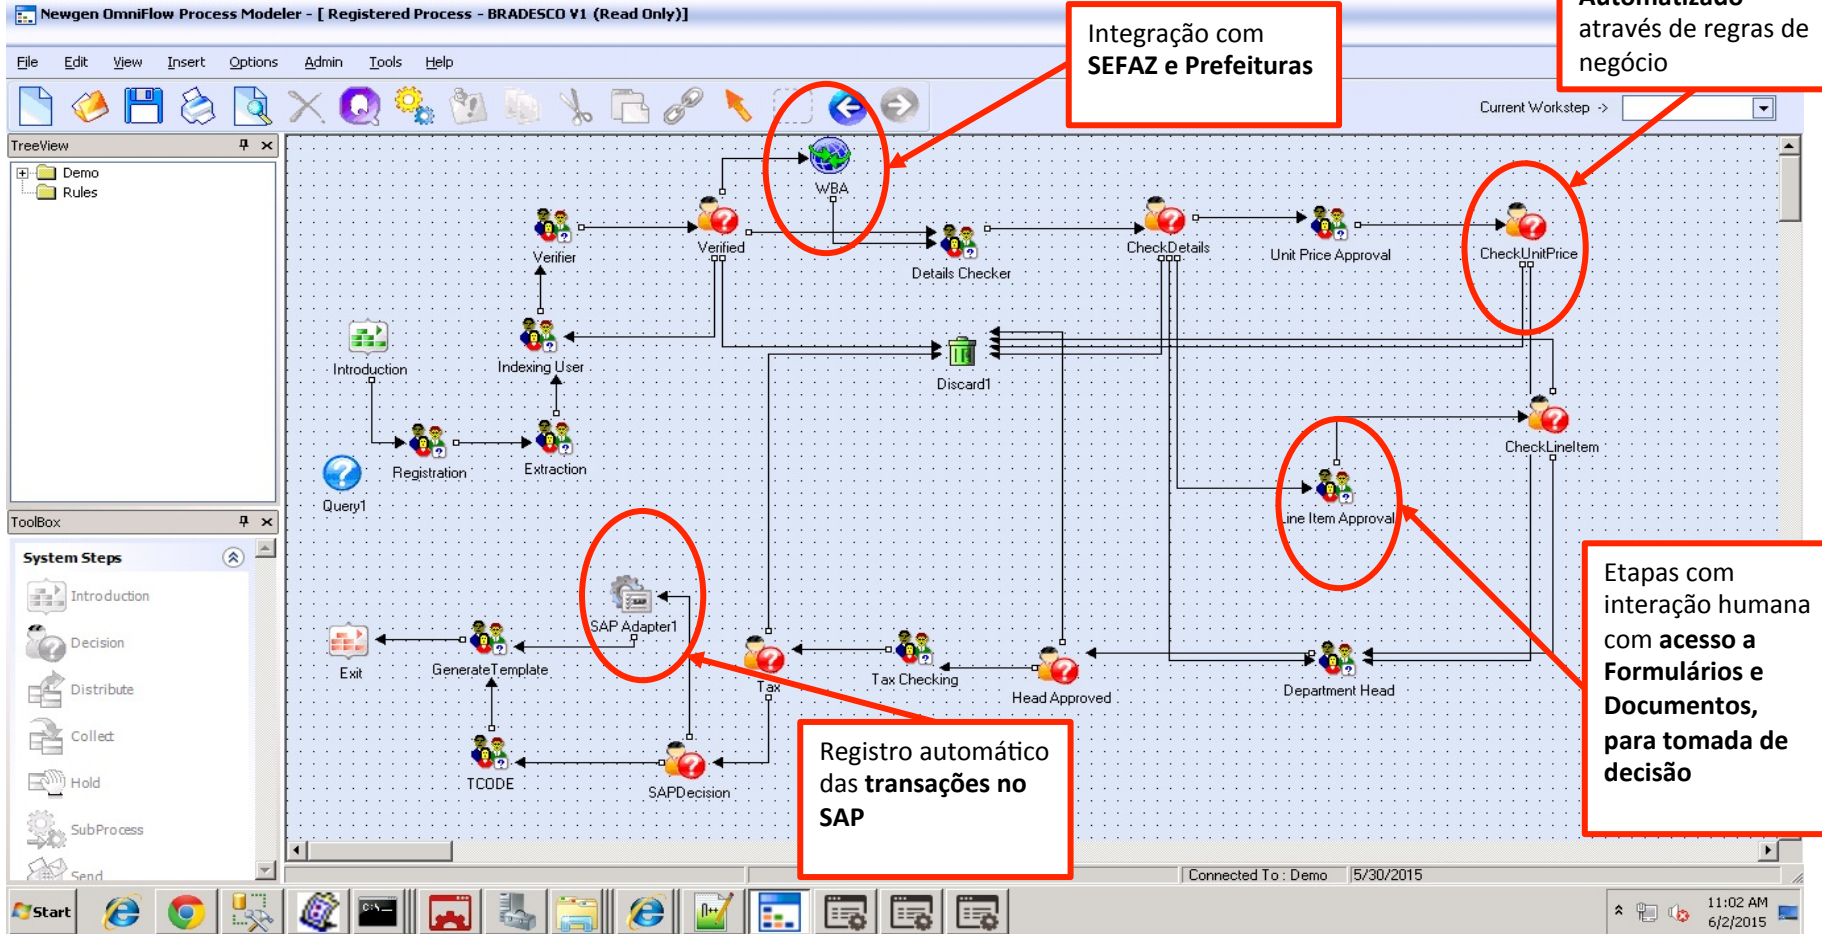 Newgen OmniFlow Process Modeler - [ Registered Process - BRADESCO V1 (Read Only)]
File Edit View Insert Options Admin Tools Help
Current Workstep ->
Integração com
SEFAZ e Prefeituras
Automatizado
através de regras de
negócio
TreeView
Demo
Rules
WBA
Verifier
Verified
Details Checker
CheckDetails
Unit Price Approval
CheckUnitPrice
Introduction
Indexing User
Discard1
Registration
Extraction
Query1
CheckLineItem
Line Item Approval
ToolBox
System Steps
Introduction
Decision
Distribute
Collect
Hold
SubProcess
Send
SAP Adapter1
SAP
Exit
GenerateTemplate
Tax
Tax Checking
Head Approved
Department Head
TCODE
SAPDecision
Registro automático
das transações no
SAP
Etapas com
interação humana
com acesso a
Formulários e
Documentos,
para tomada de
decisão
Connected To : Demo 5/30/2015
Start
C:\_
n++
11:02 AM
6/2/2015